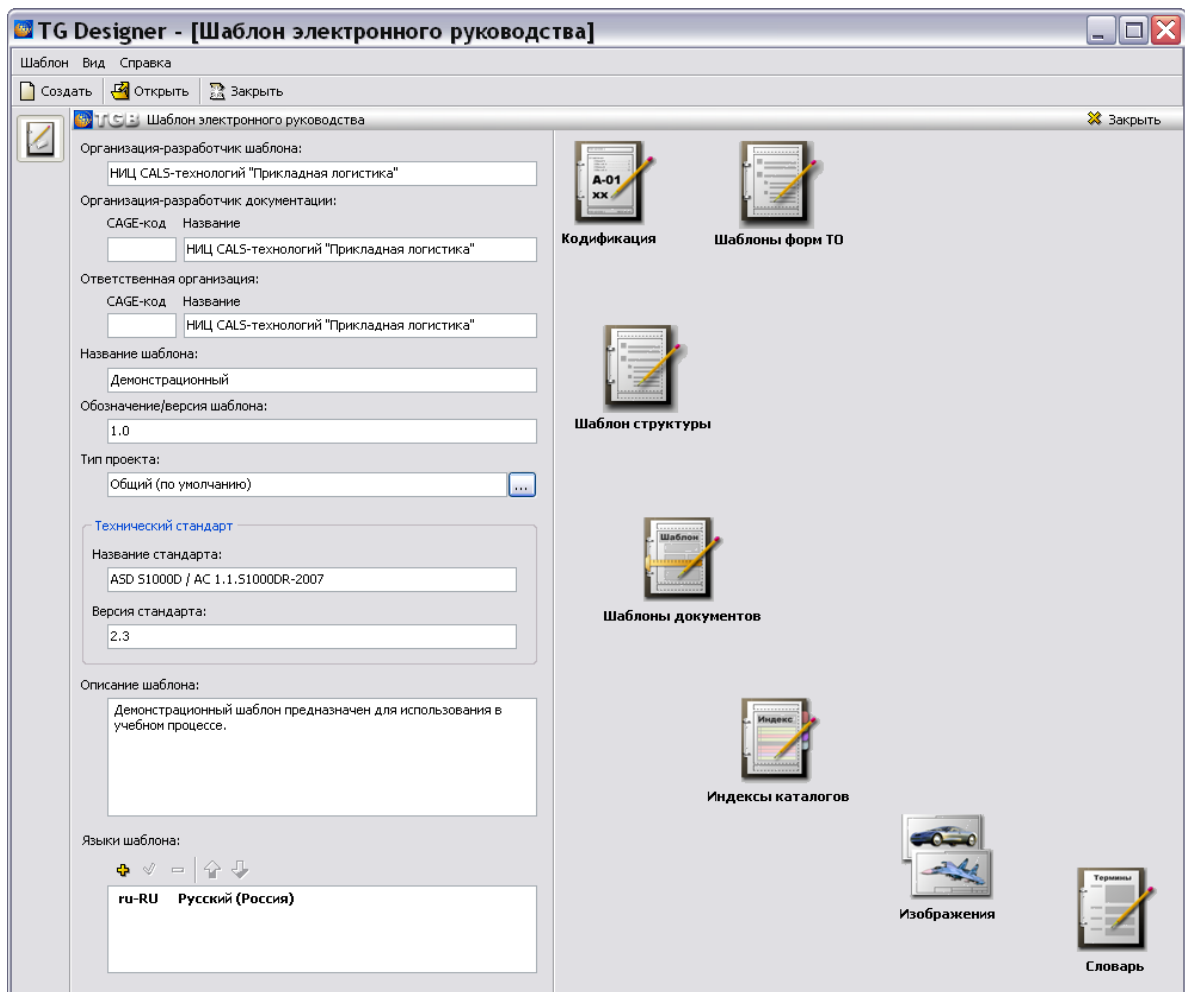 TG Designer - [Шаблон электронного руководства]
Шаблон Вид Справка
Создать Открыть Закрыть
TGB Шаблон электронного руководства Закрыть
Организация-разработчик шаблона:
НИЦ CALS-технологий "Прикладная логистика"
Организация-разработчик документации:
CAGE-код Название
НИЦ CALS-технологий "Прикладная логистика"
Ответственная организация:
CAGE-код Название
НИЦ CALS-технологий "Прикладная логистика"
Название шаблона:
Демонстрационный
Обозначение/версия шаблона:
1.0
Тип проекта:
Общий (по умолчанию)
...
Технический стандарт
Название стандарта:
ASD S1000D / АС 1.1.S1000DR-2007
Версия стандарта:
2.3
Описание шаблона:
Демонстрационный шаблон предназначен для использования в
учебном процессе.
Языки шаблона:
ru-RU Русский (Россия)
A-01
xx
Кодификация
Шаблоны форм ТО
Шаблон структуры
Шаблон
Шаблоны документов
Индекс
Индексы каталогов
Изображения
Термины
Словарь